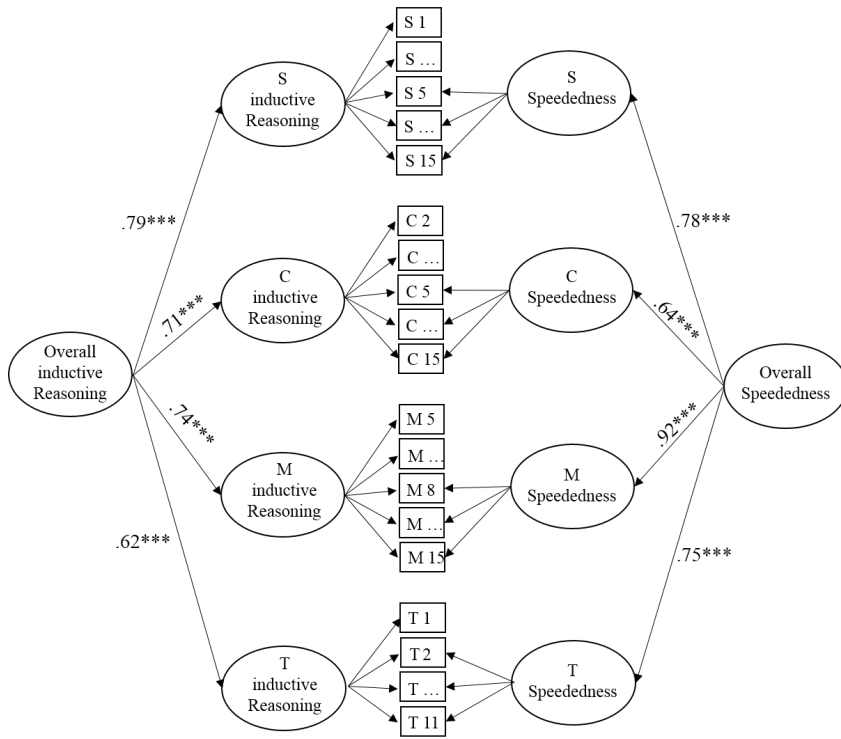 S 1
S …
S 5
S …
S 15
S
inductive
Reasoning
S
Speededness
.79***
.78***
C 2
C …
C 5
C …
C 15
C
inductive
Reasoning
C
Speededness
.71***
.64***
Overall
inductive
Reasoning
Overall
Speededness
.74***
.92***
M 5
M …
M 8
M …
M 15
M
inductive
Reasoning
M
Speededness
.62***
.75***
T 1
T 2
T …
T 11
T
inductive
Reasoning
T
Speededness